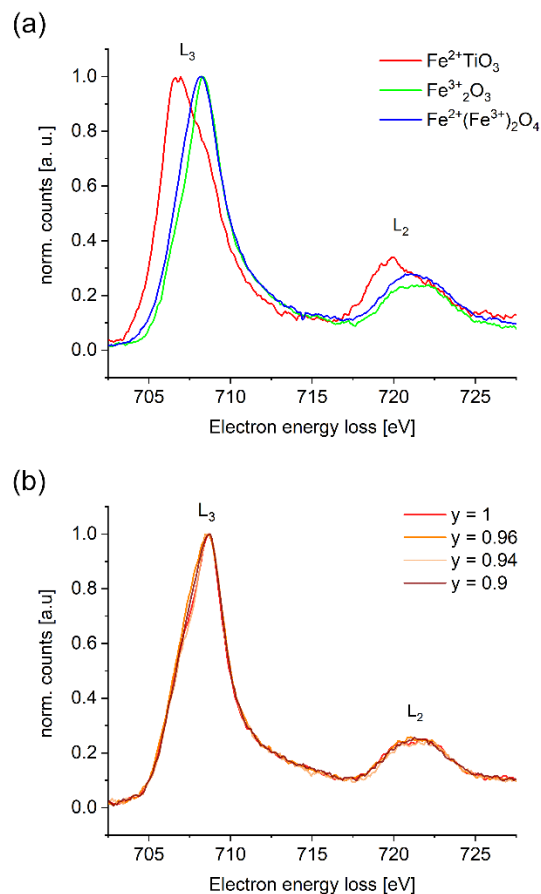 (a)
L₃
Fe²⁺TiO₃
Fe³⁺₂O₃
Fe²⁺(Fe³⁺)₂O₄
L₂
1.0
0.8
0.6
0.4
0.2
0.0
norm. counts [a. u.]
705 710 715 720 725
Electron energy loss [eV]
(b)
L₃
y = 1
y = 0.96
y = 0.94
y = 0.9
L₂
1.0
0.8
0.6
0.4
0.2
0.0
norm. counts [a.u]
705 710 715 720 725
Electron energy loss [eV]